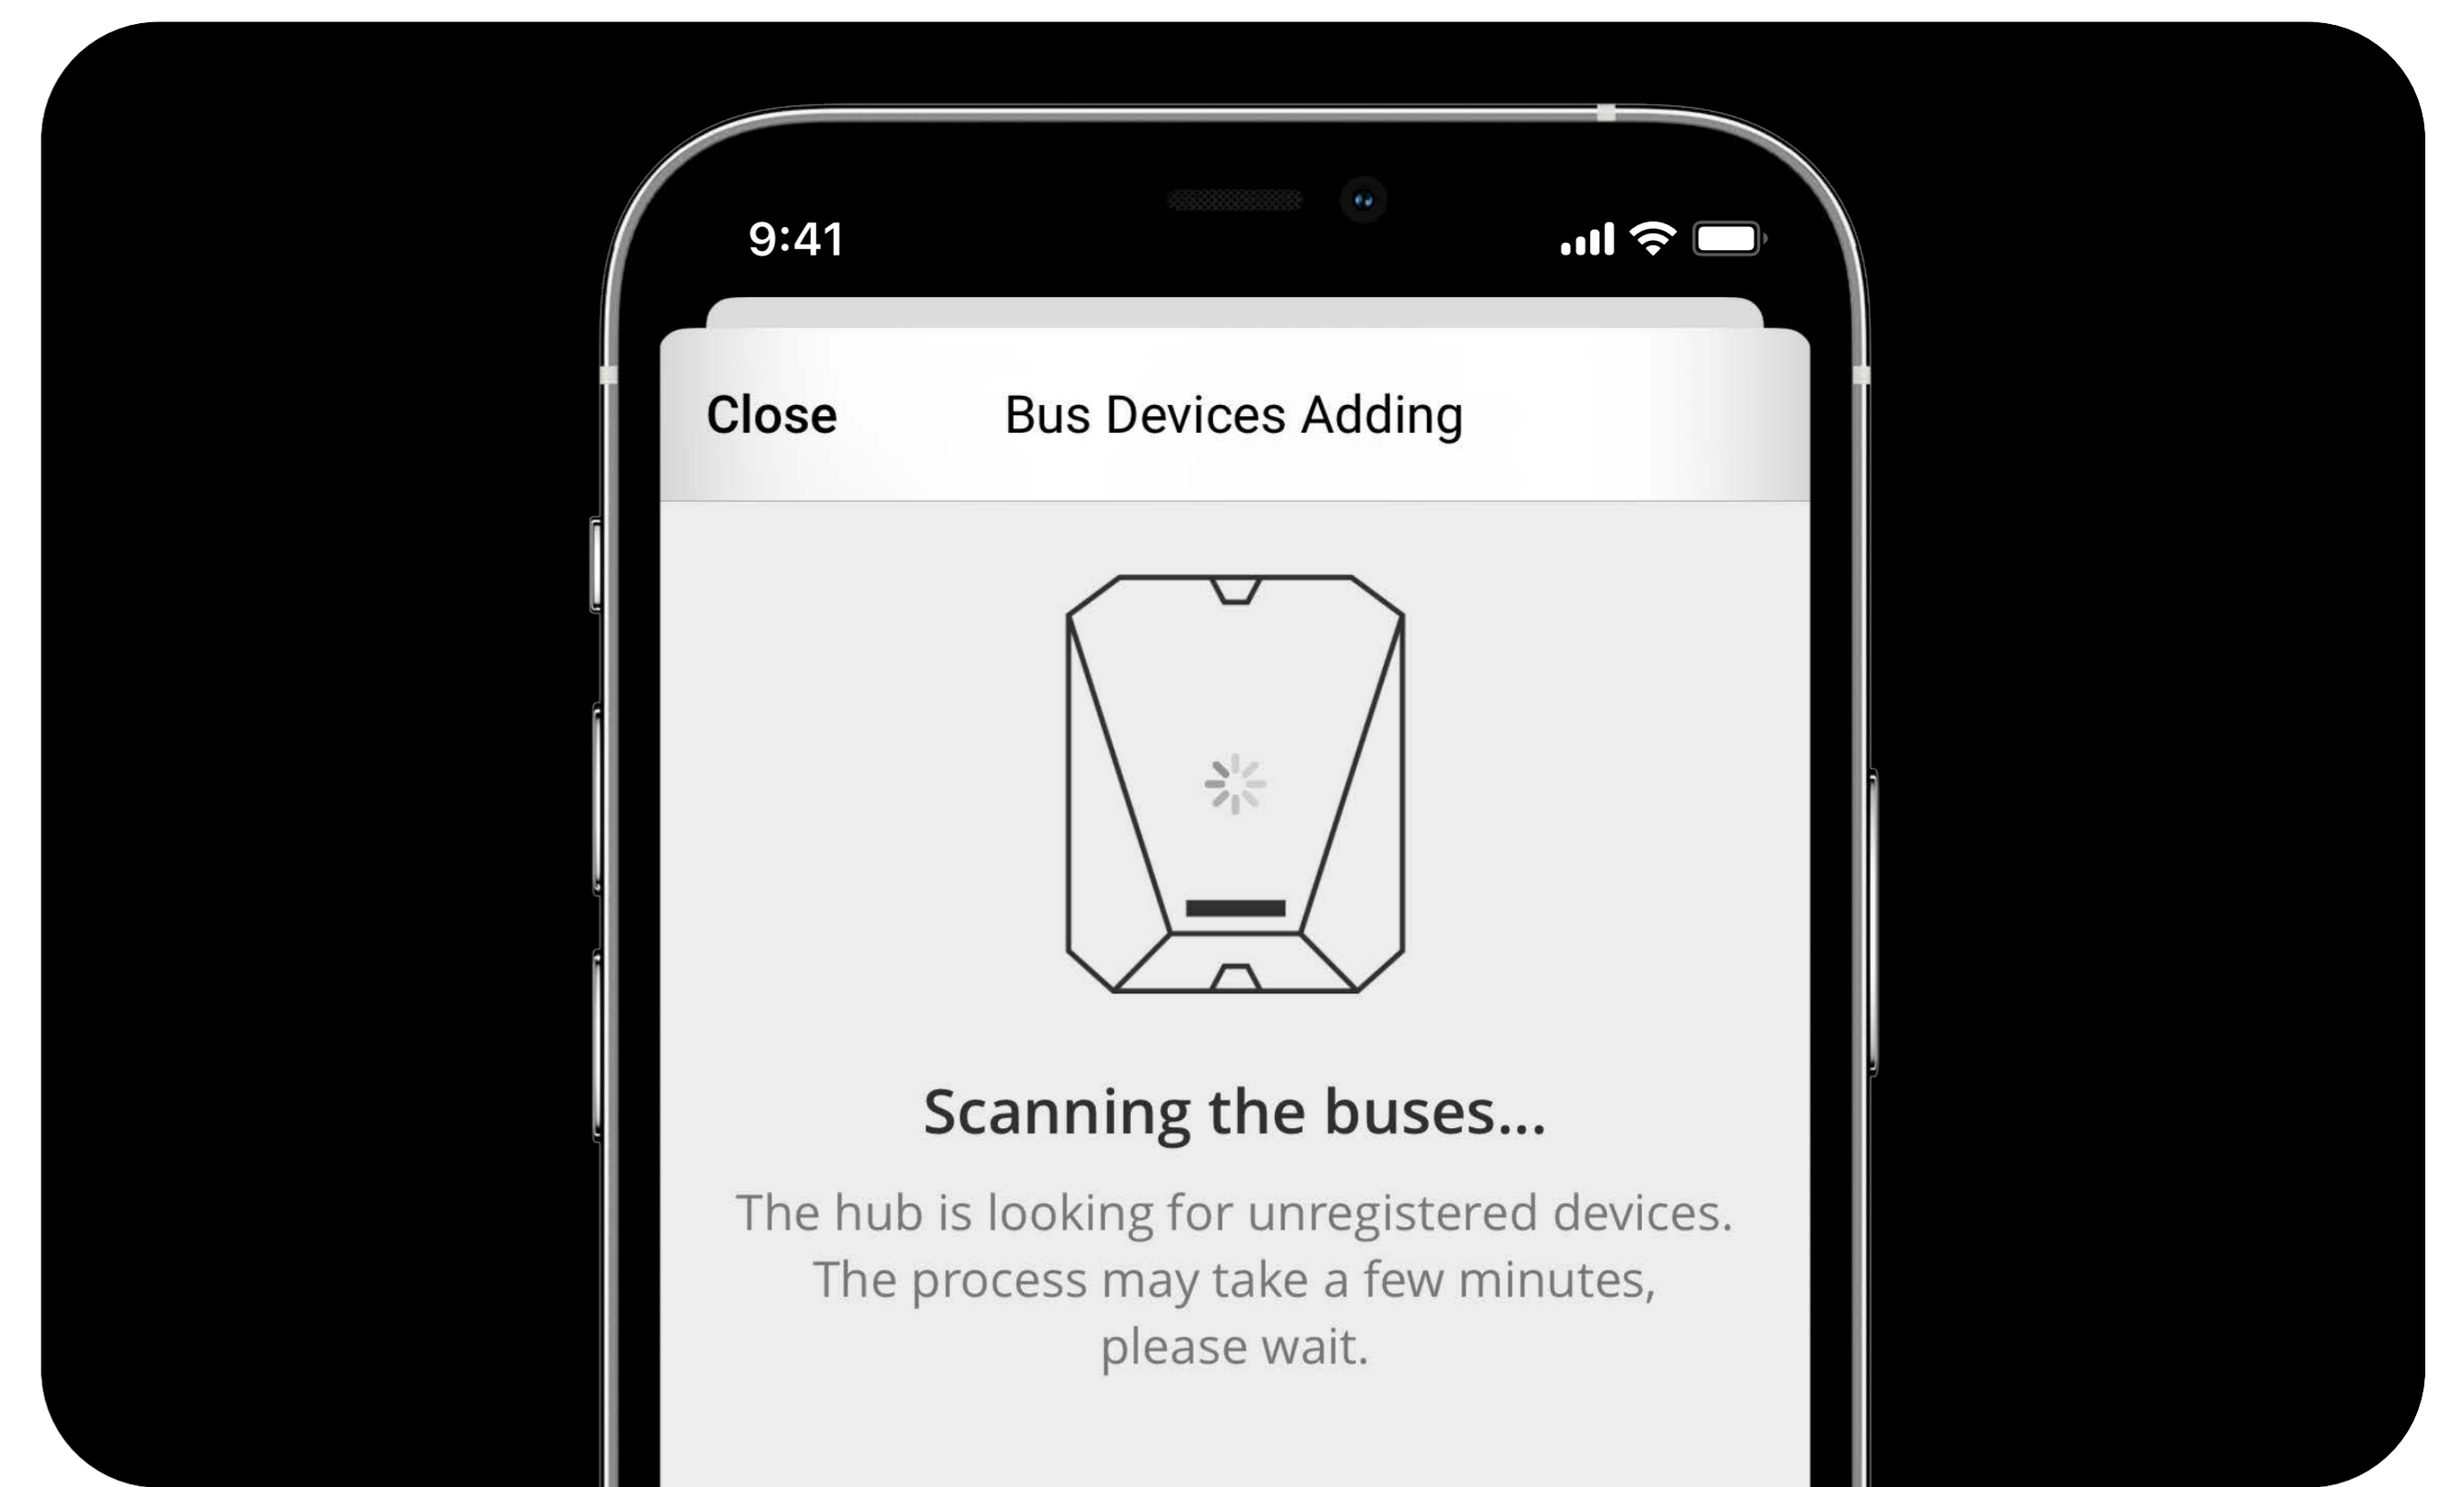 9:41
Close
Bus Devices Adding
Scanning the buses...
The hub is looking for unregistered devices.
The process may take a few minutes,
please wait.